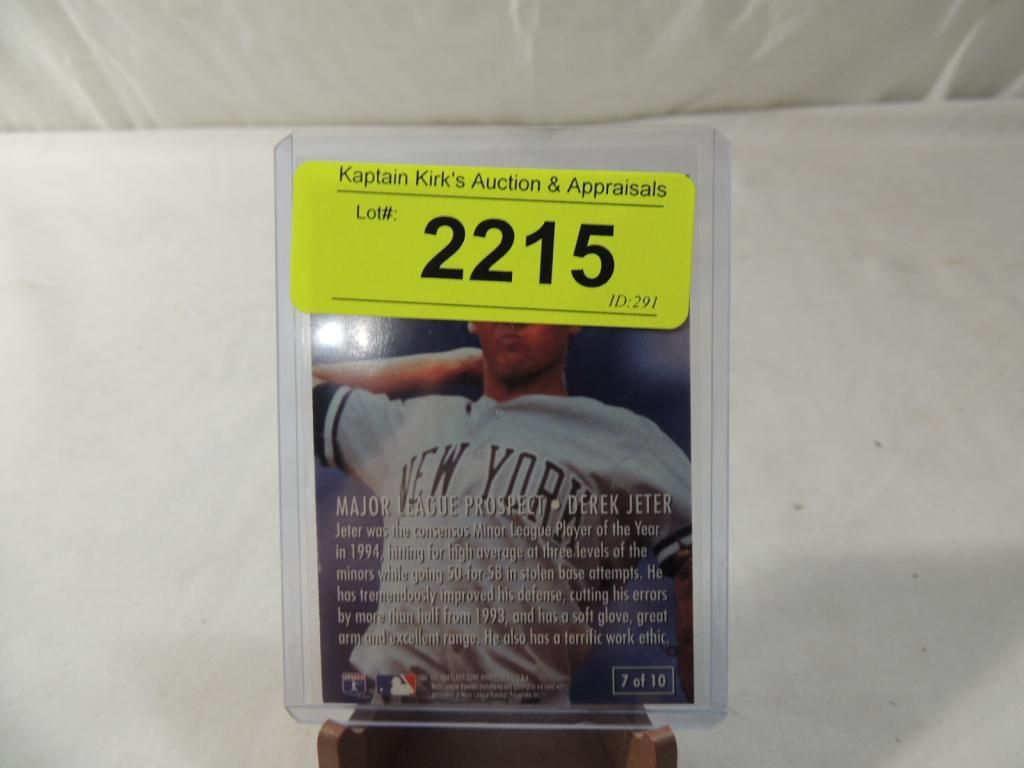 Kaptain Kirk's Auction & Appraisals
Lot#:
2215
ID:291
NEW YORK
MAJOR LEAGUE PROSPECT • DEREK JETER
Jeter was the consensus Minor League Player of the Year
in 1994, hitting for high average at three levels of the
minors while going 50-for-58 in stolen base attempts. He
has tremendously improved his defense, cutting his errors
by more than half from 1993, and has a soft glove, great
arm and excellent range. He also has a terrific work ethic.
7 of 10